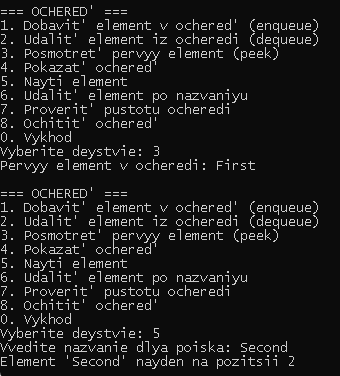 === OCHERED' ===
1. Dobavit' element v ochered' (enqueue)
2. Udalit' element iz ocheredi (dequeue)
3. Posmotret' pervyy element (peek)
4. Pokazat' ochered'
5. Nayti element
6. Udalit' element po nazvaniyu
7. Proverit' pustotu ocheredi
8. Ochitit' ochered'
0. Vykhod
Vyberite deystvie: 3
Pervyy element v ocheredi: First

=== OCHERED' ===
1. Dobavit' element v ochered' (enqueue)
2. Udalit' element iz ocheredi (dequeue)
3. Posmotret' pervyy element (peek)
4. Pokazat' ochered'
5. Nayti element
6. Udalit' element po nazvaniyu
7. Proverit' pustotu ocheredi
8. Ochitit' ochered'
0. Vykhod
Vyberite deystvie: 5
Vvedite nazvanie dlya poiska: Second
Element 'Second' nayden na pozitsii 2